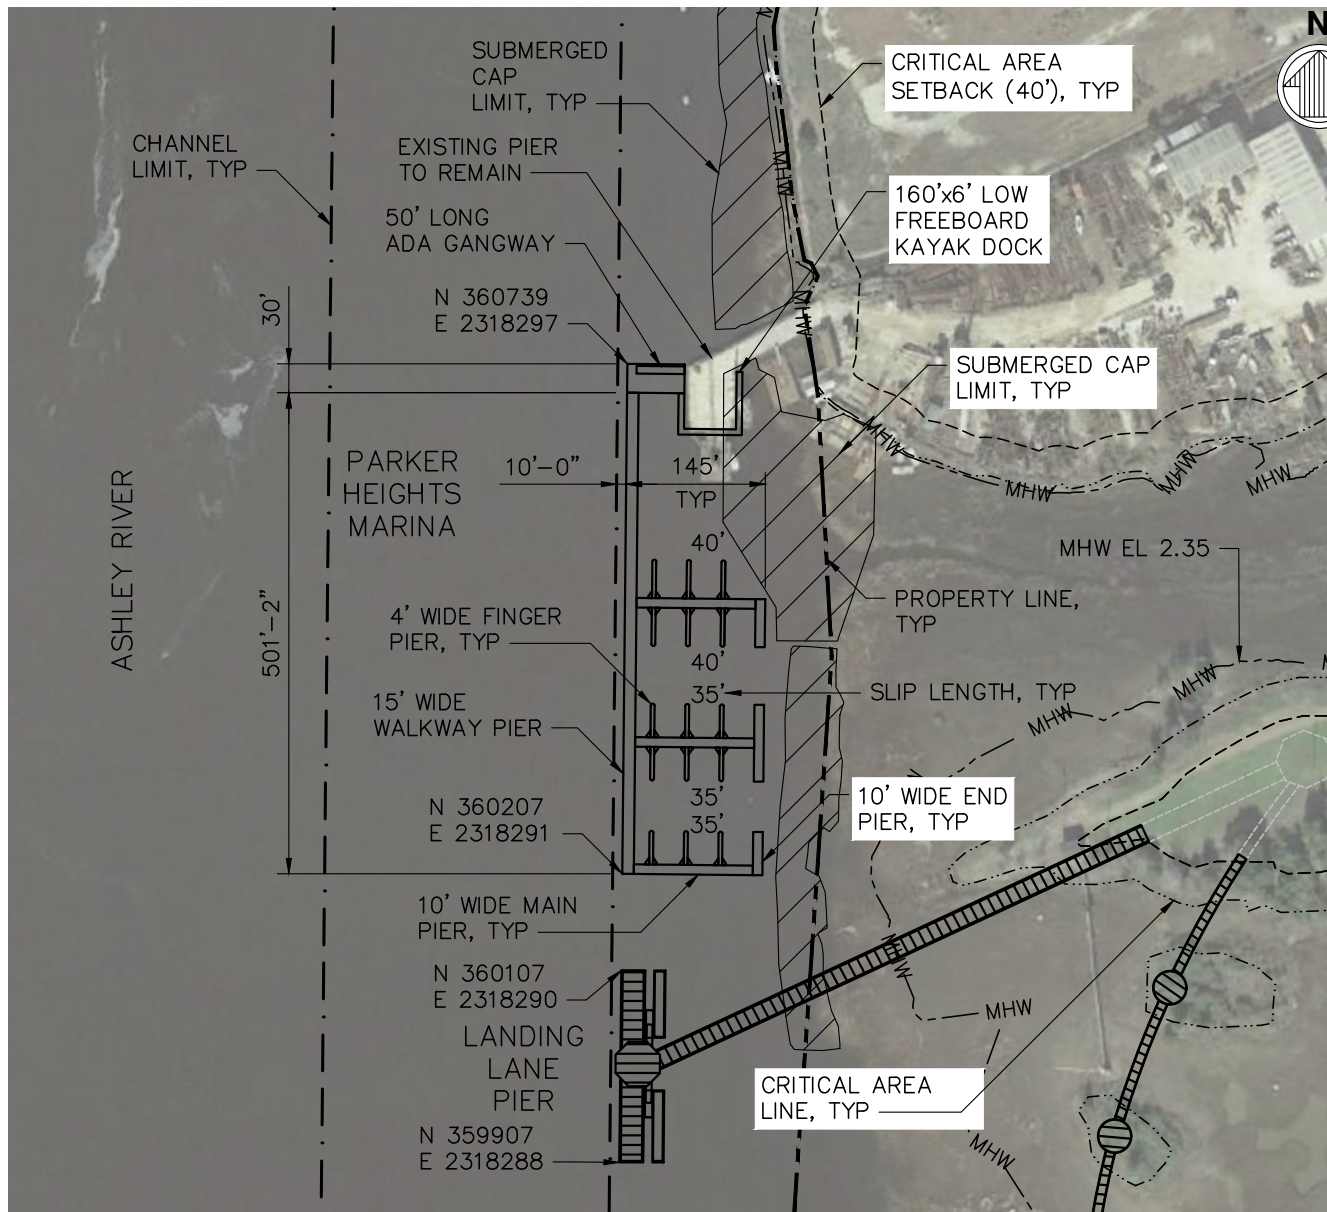 N
SUBMERGED
CAP
LIMIT, TYP
CRITICAL AREA
SETBACK (40'), TYP
CHANNEL
LIMIT, TYP
EXISTING PIER
TO REMAIN
160'x6' LOW
FREEBOARD
KAYAK DOCK
50' LONG
ADA GANGWAY
MHW
N 360739
E 2318297
30'
MHW
SUBMERGED CAP
LIMIT, TYP
MHW
PARKER
HEIGHTS
MARINA
10'-0"
145'
TYP
MHW
MHW
MHW
40'
MHW EL 2.35
ASHLEY RIVER
501'-2"
4' WIDE FINGER
PIER, TYP
PROPERTY LINE,
TYP
40'
35'
SLIP LENGTH, TYP
MHW
MHW
15' WIDE
WALKWAY PIER
35'
35'
N 360207
E 2318291
10' WIDE END
PIER, TYP
10' WIDE MAIN
PIER, TYP
MHW
N 360107
E 2318290
MHW
LANDING
LANE
PIER
CRITICAL AREA
LINE, TYP
N 359907
E 2318288
MHW